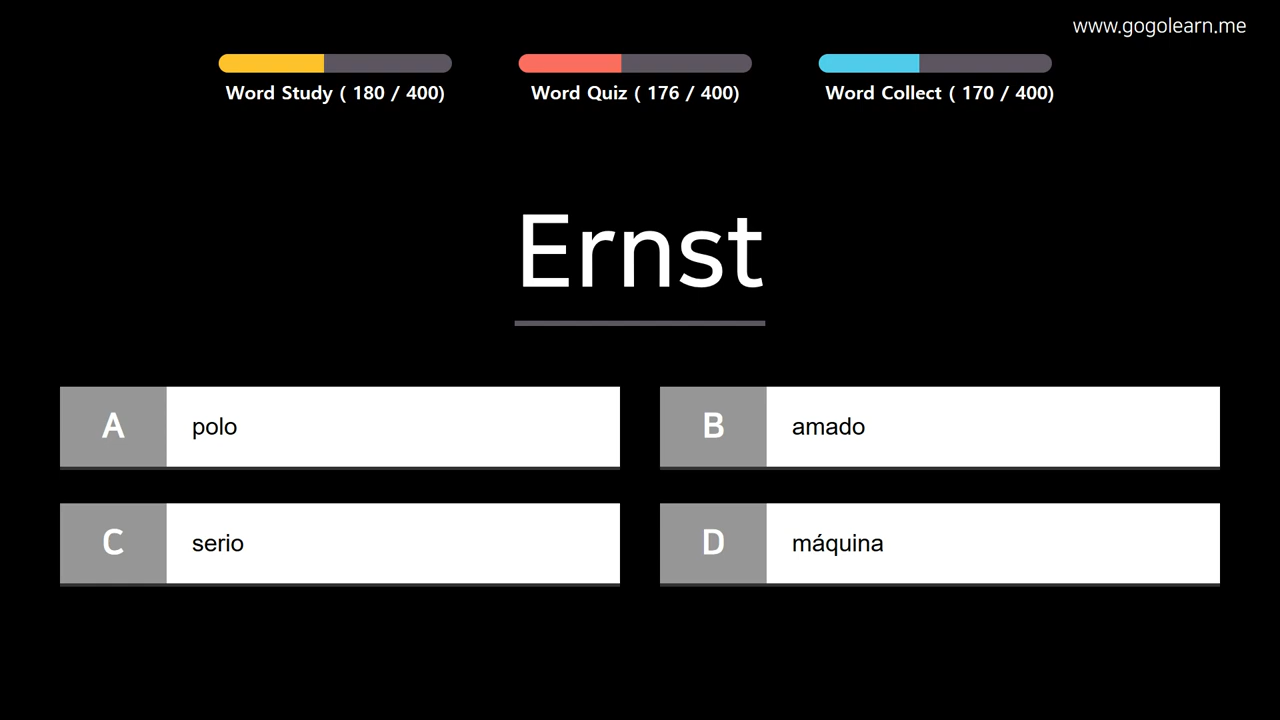 www.gogolearn.me
Word Study ( 180 / 400)
Word Quiz ( 176 / 400)
Word Collect ( 170 / 400)
Ernst
A polo
B amado
C serio
D máquina